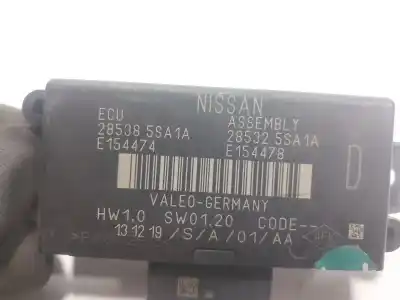 NISSAN
ECU ASSEMBLY
28538 5SA1A 28532 5SA1A
E154474 E154478
D
VALEO-GERMANY
HW1.0 SW01.20 CODE--
13.12.19 /S/A/01/AA